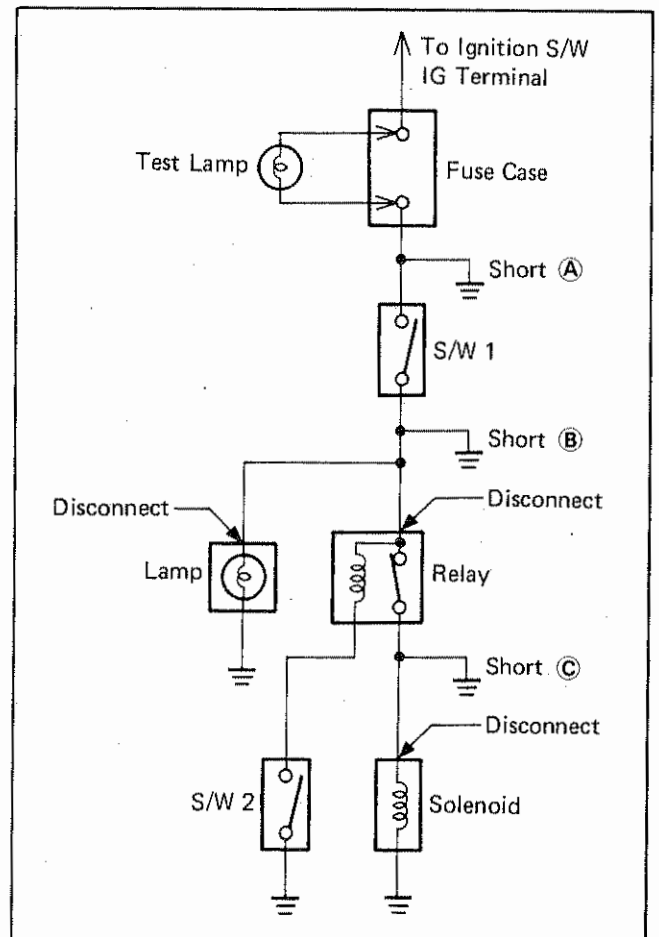 To Ignition S/W
IG Terminal
Test Lamp
Fuse Case
Short Ⓐ
S/W 1
Short Ⓑ
Disconnect
Disconnect
Lamp
Relay
Short Ⓒ
Disconnect
S/W 2
Solenoid